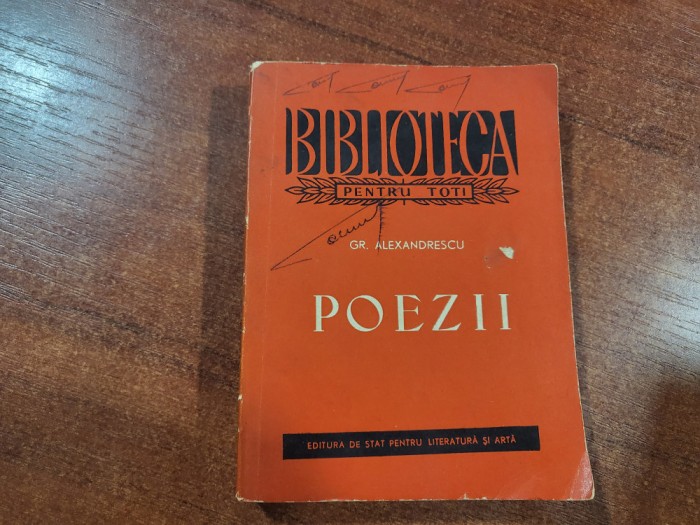 BIBLIOTECA
PENTRU TOTI
GR. ALEXANDRESCU
POEZII
EDITURA DE STAT PENTRU LITERATURĂ ȘI ARTĂ